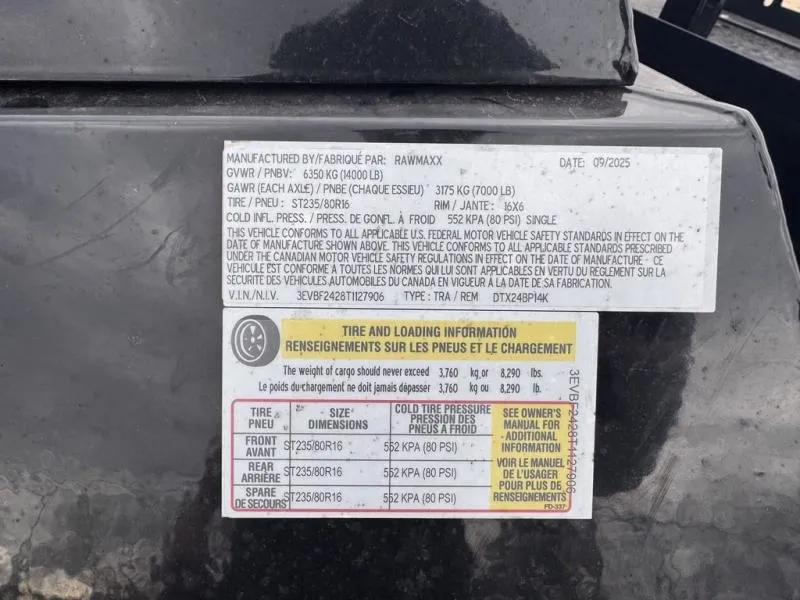 MANUFACTURED BY/FABRIQUÉ PAR: RAWMAXX DATE: 09/2025
GVWR / PNBV: 6350 KG (14000 LB)
GAWR (EACH AXLE) / PNBE (CHAQUE ESSIEU) 3175 KG (7000 LB)
TIRE / PNEU : ST235/80R16 RIM / JANTE : 16X6
COLD INFL. PRESS. / PRESS. DE GONFL. À FROID 552 KPA (80 PSI) SINGLE
THIS VEHICLE CONFORMS TO ALL APPLICABLE U.S. FEDERAL MOTOR VEHICLE SAFETY STANDARDS IN EFFECT ON THE
DATE OF MANUFACTURE SHOWN ABOVE. THIS VEHICLE CONFORMS TO ALL APPLICABLE STANDARDS PRESCRIBED
UNDER THE CANADIAN MOTOR VEHICLE SAFETY REGULATIONS IN EFFECT ON THE DATE OF MANUFACTURE - CE
VÉHICULE EST CONFORME À TOUTES LES NORMES QUI LUI SONT APPLICABLES EN VERTU DU RÈGLEMENT SUR LA
SÉCURITÉ DES VÉHICULES AUTOMOBILES DU CANADA EN VIGUEUR À LA DATE DE SA FABRICATION.
V.I.N./N.I.V. 3EVBF2428T1127906 TYPE : TRA / REM DTX24BP14K
TIRE AND LOADING INFORMATION
RENSEIGNEMENTS SUR LES PNEUS ET LE CHARGEMENT
The weight of cargo should never exceed 3,760 kg or 8,290 lbs.
Le poids du chargement ne doit jamais dépasser 3,760 kg ou 8,290 lb.
TIRE
PNEU
SIZE
DIMENSIONS
COLD TIRE PRESSURE
PRESSION DES
PNEUS A FROID
FRONT
AVANT
ST235/80R16 552 KPA (80 PSI)
REAR
ARRIÈRE
ST235/80R16 552 KPA (80 PSI)
SPARE
DE SECOURS
ST235/80R16 552 KPA (80 PSI)
SEE OWNER'S
MANUAL FOR
ADDITIONAL
INFORMATION
VOIR LE MANUEL
DE L'USAGER
POUR PLUS DE
RENSEIGNEMENTS
PD-337
3EVBF2428T1127906